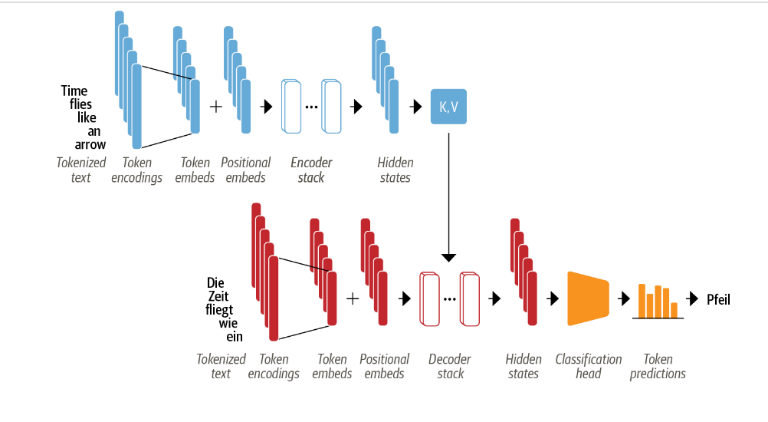 Time
flies
like
an
arrow
K, V
Tokenized text
Token encodings
Token embeds
Positional embeds
Encoder stack
Hidden states
+
...
Die
Zeit
fliegt
wie
ein
+
...
Pfeil
Tokenized text
Token encodings
Token embeds
Positional embeds
Decoder stack
Hidden states
Classification head
Token predictions